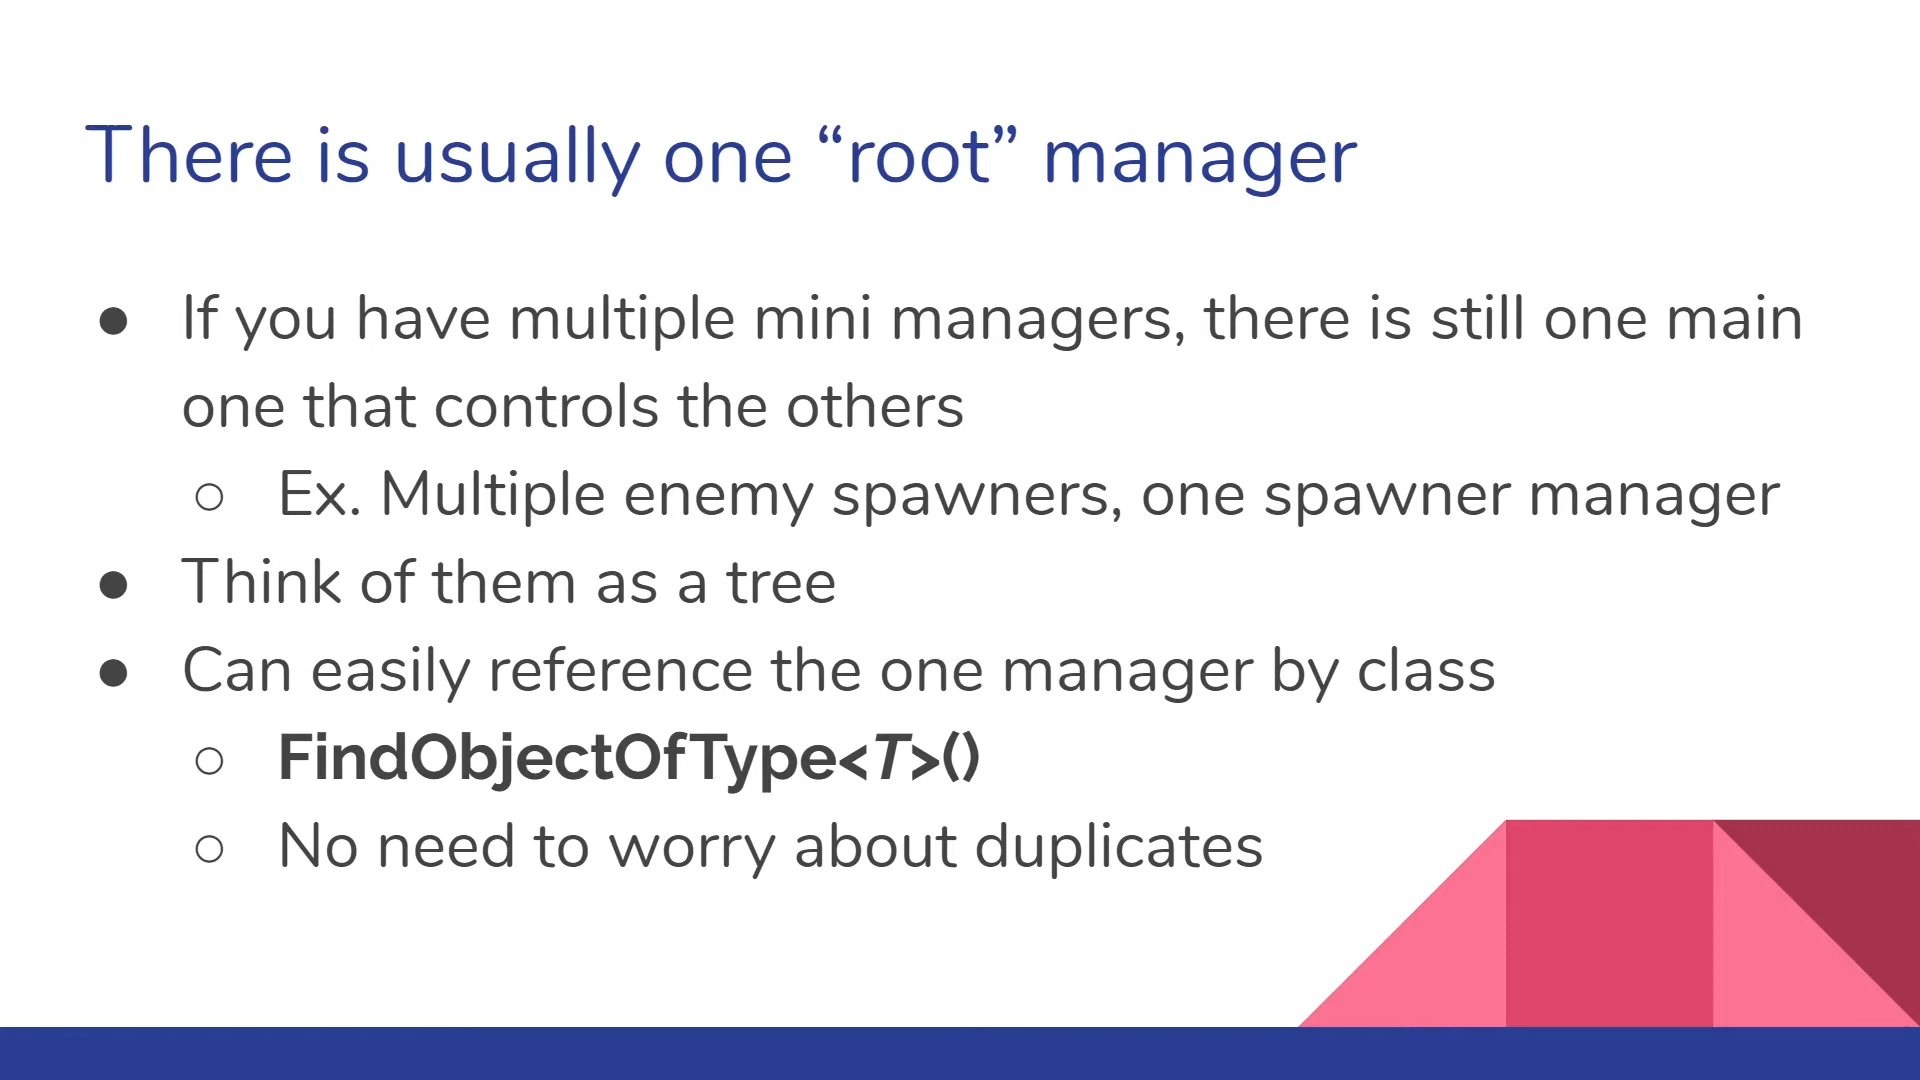 There is usually one “root” manager
● If you have multiple mini managers, there is still one main
one that controls the others
○ Ex. Multiple enemy spawners, one spawner manager
● Think of them as a tree
● Can easily reference the one manager by class
○ FindObjectOfType<T>()
○ No need to worry about duplicates